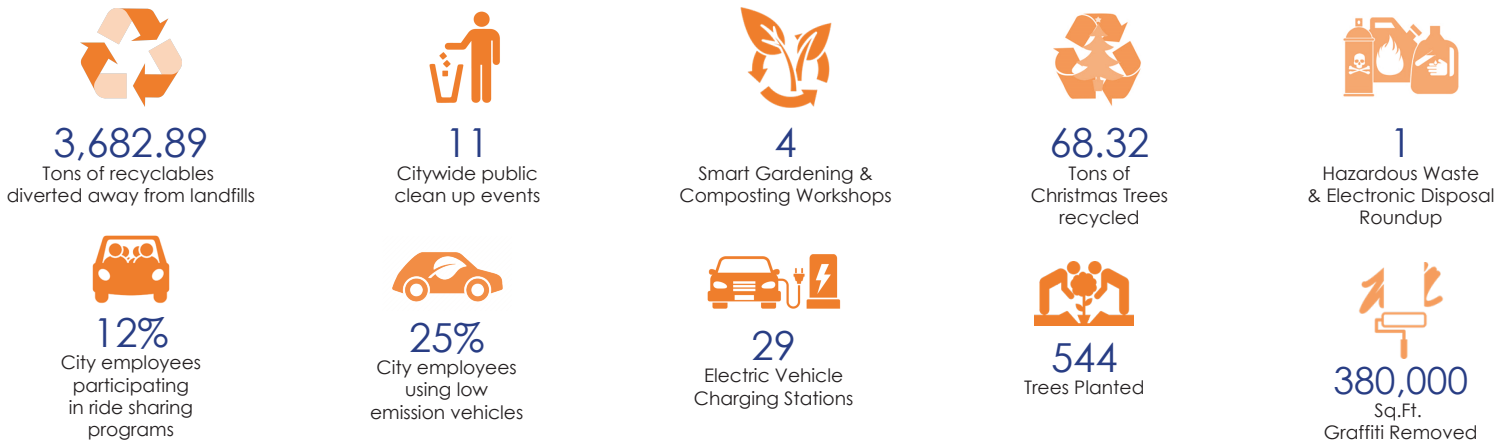 3,682.89
Tons of recyclables
diverted away from landfills
11
Citywide public
clean up events
4
Smart Gardening &
Composting Workshops
68.32
Tons of
Christmas Trees
recycled
1
Hazardous Waste
& Electronic Disposal
Roundup
12%
City employees
participating
in ride sharing
programs
25%
City employees
using low
emission vehicles
29
Electric Vehicle
Charging Stations
544
Trees Planted
380,000
Sq.Ft.
Graffiti Removed